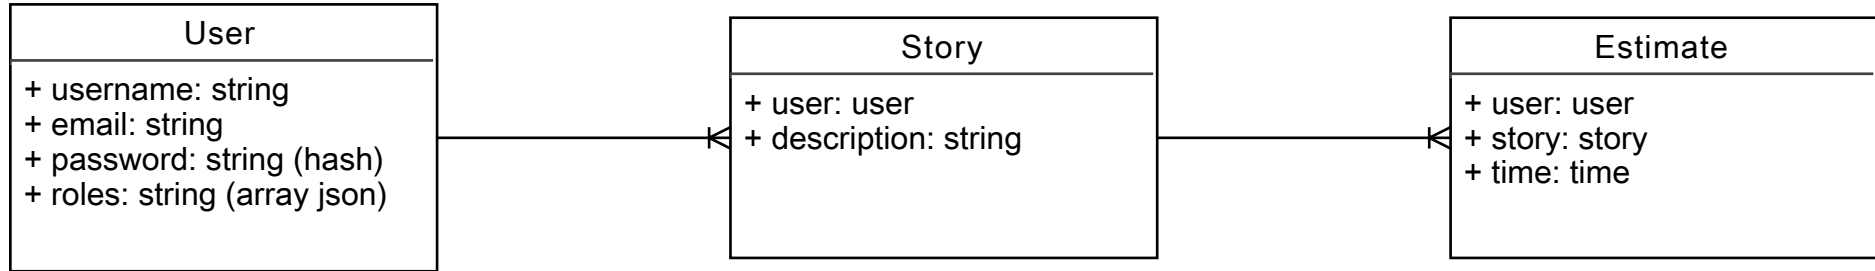 User
+ username: string
+ email: string
+ password: string (hash)
+ roles: string (array json)
Story
+ user: user
+ description: string
Estimate
+ user: user
+ story: story
+ time: time